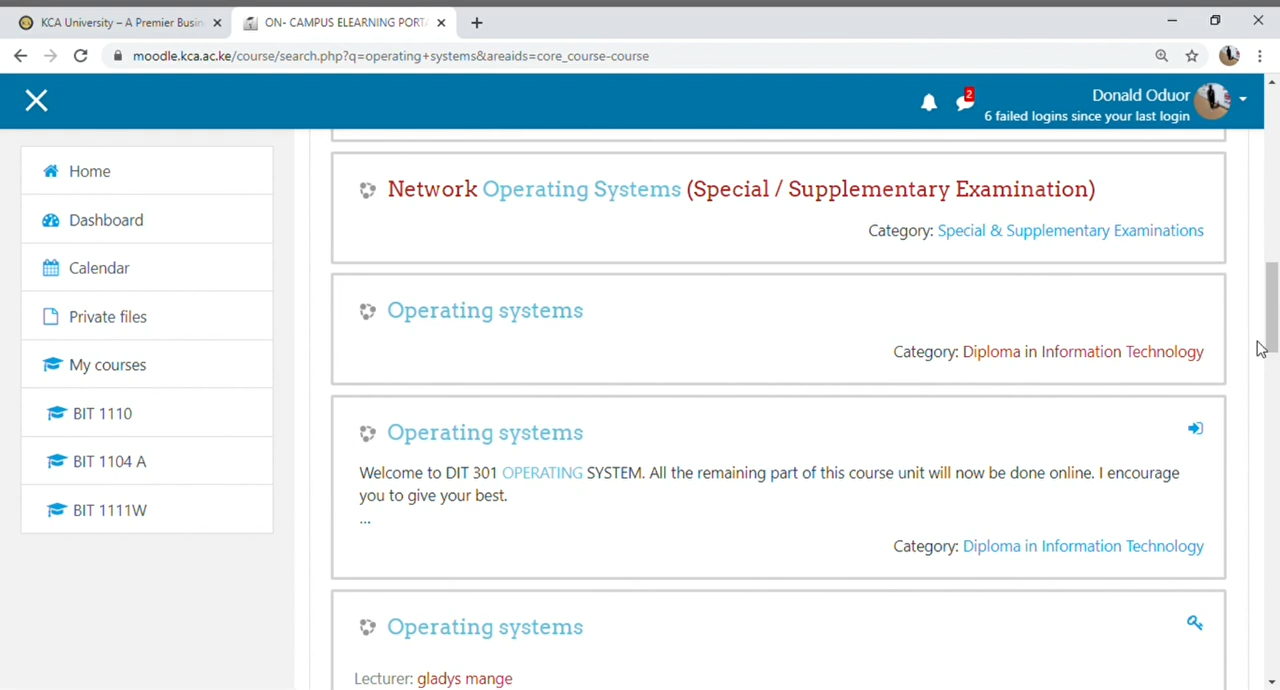 KCA University – A Premier Busin
ON- CAMPUS ELEARNING PORTA
moodle.kca.ac.ke/course/search.php?q=operating+systems&areaids=core_course-course
2
Donald Oduor
6 failed logins since your last login
Home
Dashboard
Calendar
Private files
My courses
BIT 1110
BIT 1104 A
BIT 1111W
Network Operating Systems (Special / Supplementary Examination)
Category: Special & Supplementary Examinations
Operating systems
Category: Diploma in Information Technology
Operating systems
Welcome to DIT 301 OPERATING SYSTEM. All the remaining part of this course unit will now be done online. I encourage
you to give your best.
...
Category: Diploma in Information Technology
Operating systems
Lecturer: gladys mange